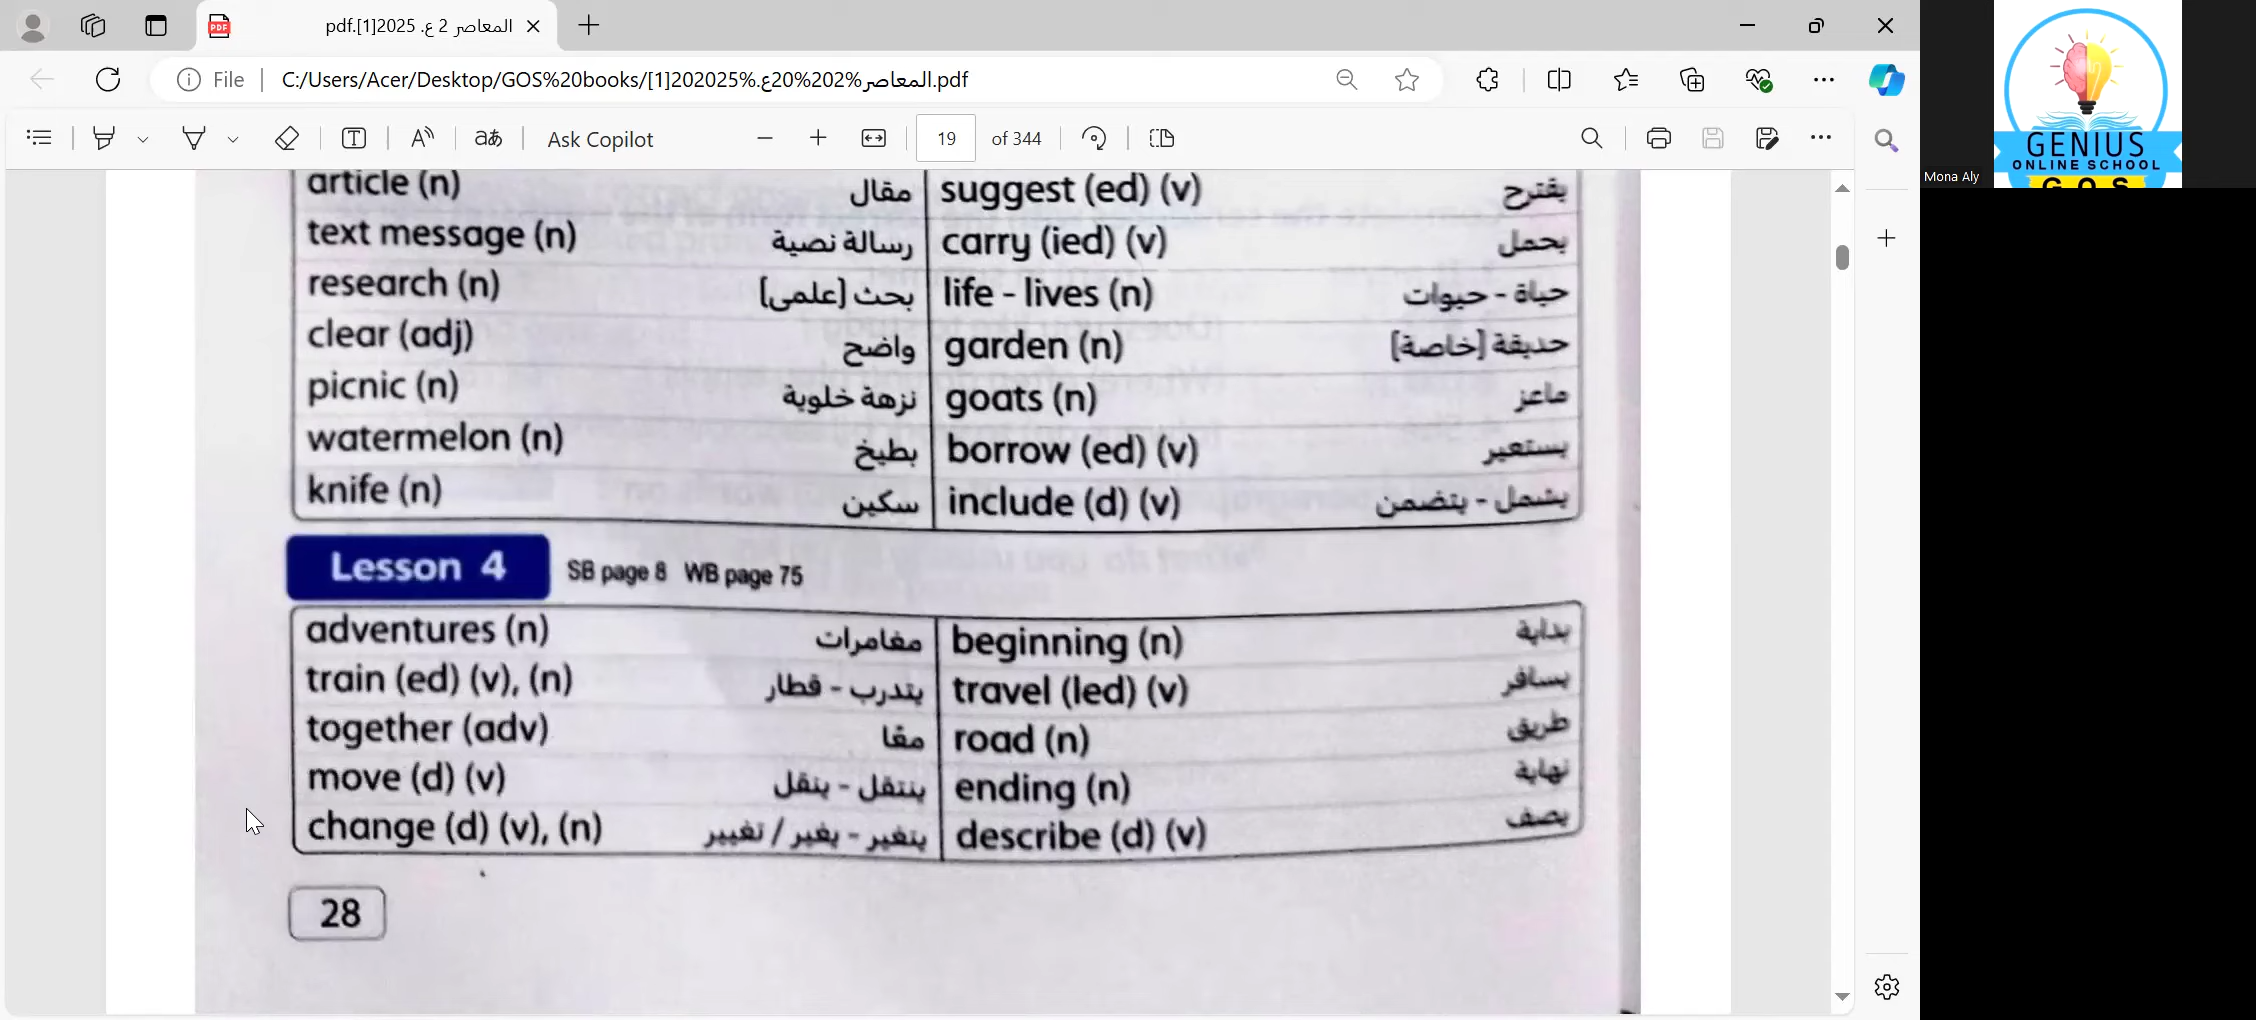 المعاصر 2 ع. 2025[1].pdf
File C:/Users/Acer/Desktop/GOS%20books/المعاصر%202%20ع.%202025[1].pdf
Ask Copilot 19 of 344
article (n) مقال suggest (ed) (v) يقترح
text message (n) رسالة نصية carry (ied) (v) يحمل
research (n) بحث [علمى] life - lives (n) حياة - حيوات
clear (adj) واضح garden (n) حديقة [خاصة]
picnic (n) نزهة خلوية goats (n) ماعز
watermelon (n) بطيخ borrow (ed) (v) يستعير
knife (n) سكين include (d) (v) يشمل - يتضمن
Lesson 4 SB page 8 WB page 75
adventures (n) مغامرات beginning (n) بداية
train (ed) (v), (n) يتدرب - قطار travel (led) (v) يسافر
together (adv) معًا road (n) طريق
move (d) (v) ينتقل - ينقل ending (n) نهاية
change (d) (v), (n) يتغير - يغير / تغيير describe (d) (v) يصف
28
GENIUS
ONLINE SCHOOL
GOS
Mona Aly